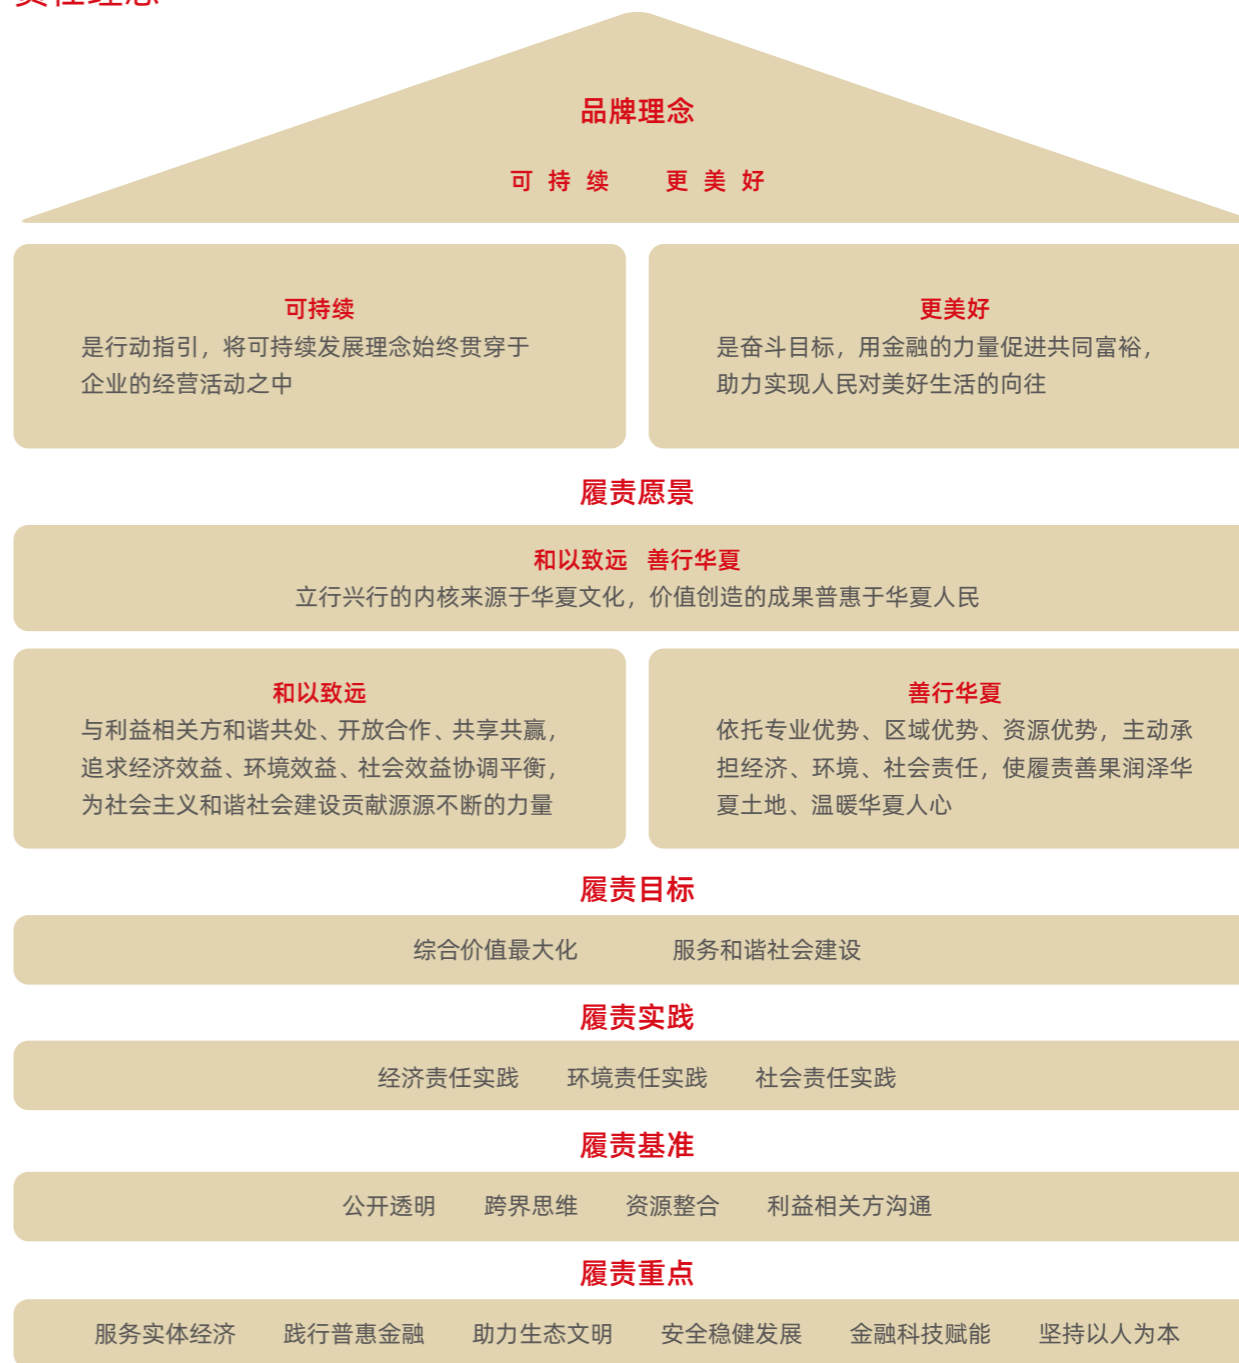 责任理念
品牌理念
可持续 更美好
可持续
是行动指引，将可持续发展理念始终贯穿于
企业的经营活动之中
更美好
是奋斗目标，用金融的力量促进共同富裕，
助力实现人民对美好生活的向往
履责愿景
和以致远 善行华夏
立行兴行的内核来源于华夏文化，价值创造的成果普惠于华夏人民
和以致远
与利益相关方和谐共处、开放合作、共享共赢，
追求经济效益、环境效益、社会效益协调平衡，
为社会主义和谐社会建设贡献源源不断的力量
善行华夏
依托专业优势、区域优势、资源优势，主动承
担经济、环境、社会责任，使履责善果润泽华
夏土地、温暖华夏人心
履责目标
综合价值最大化 服务和谐社会建设
履责实践
经济责任实践 环境责任实践 社会责任实践
履责基准
公开透明 跨界思维 资源整合 利益相关方沟通
履责重点
服务实体经济 践行普惠金融 助力生态文明 安全稳健发展 金融科技赋能 坚持以人为本